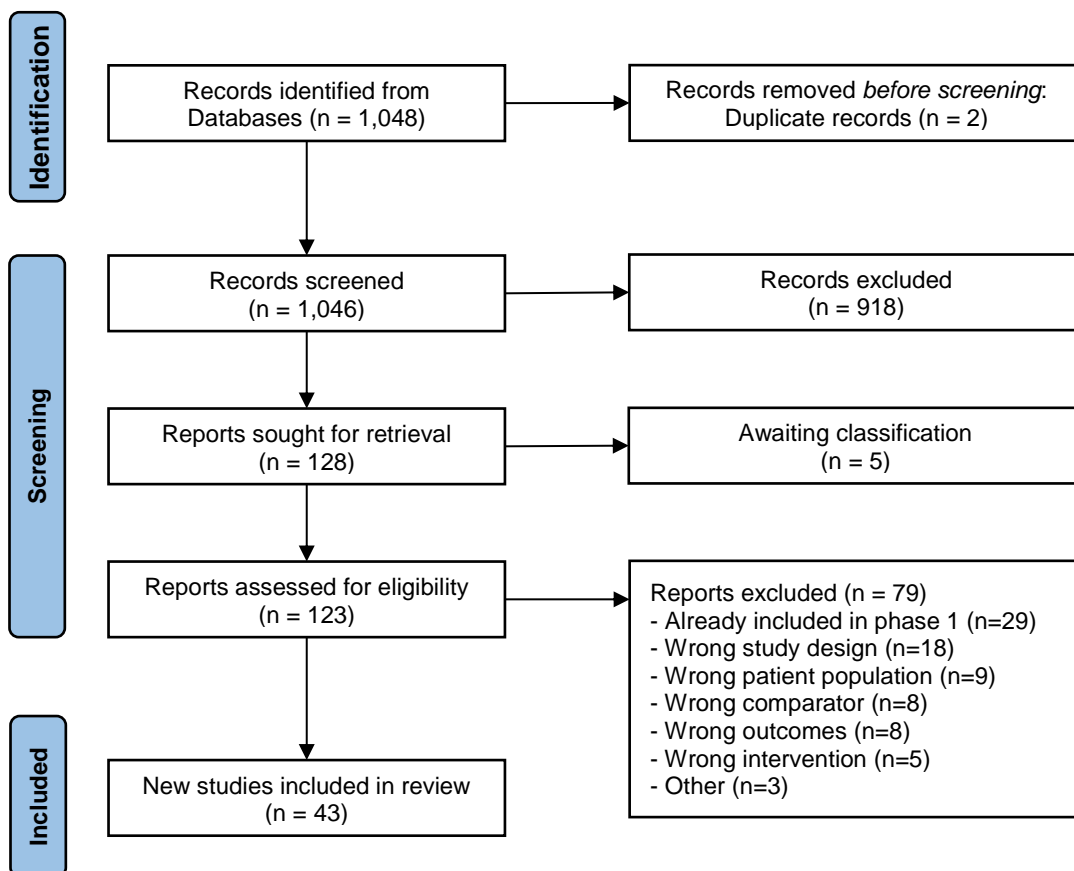 Identification
Records identified from
Databases (n = 1,048)
Records removed before screening:
Duplicate records (n = 2)
Screening
Records screened
(n = 1,046)
Records excluded
(n = 918)
Reports sought for retrieval
(n = 128)
Awaiting classification
(n = 5)
Reports assessed for eligibility
(n = 123)
Reports excluded (n = 79)
- Already included in phase 1 (n=29)
- Wrong study design (n=18)
- Wrong patient population (n=9)
- Wrong comparator (n=8)
- Wrong outcomes (n=8)
- Wrong intervention (n=5)
- Other (n=3)
Included
New studies included in review
(n = 43)